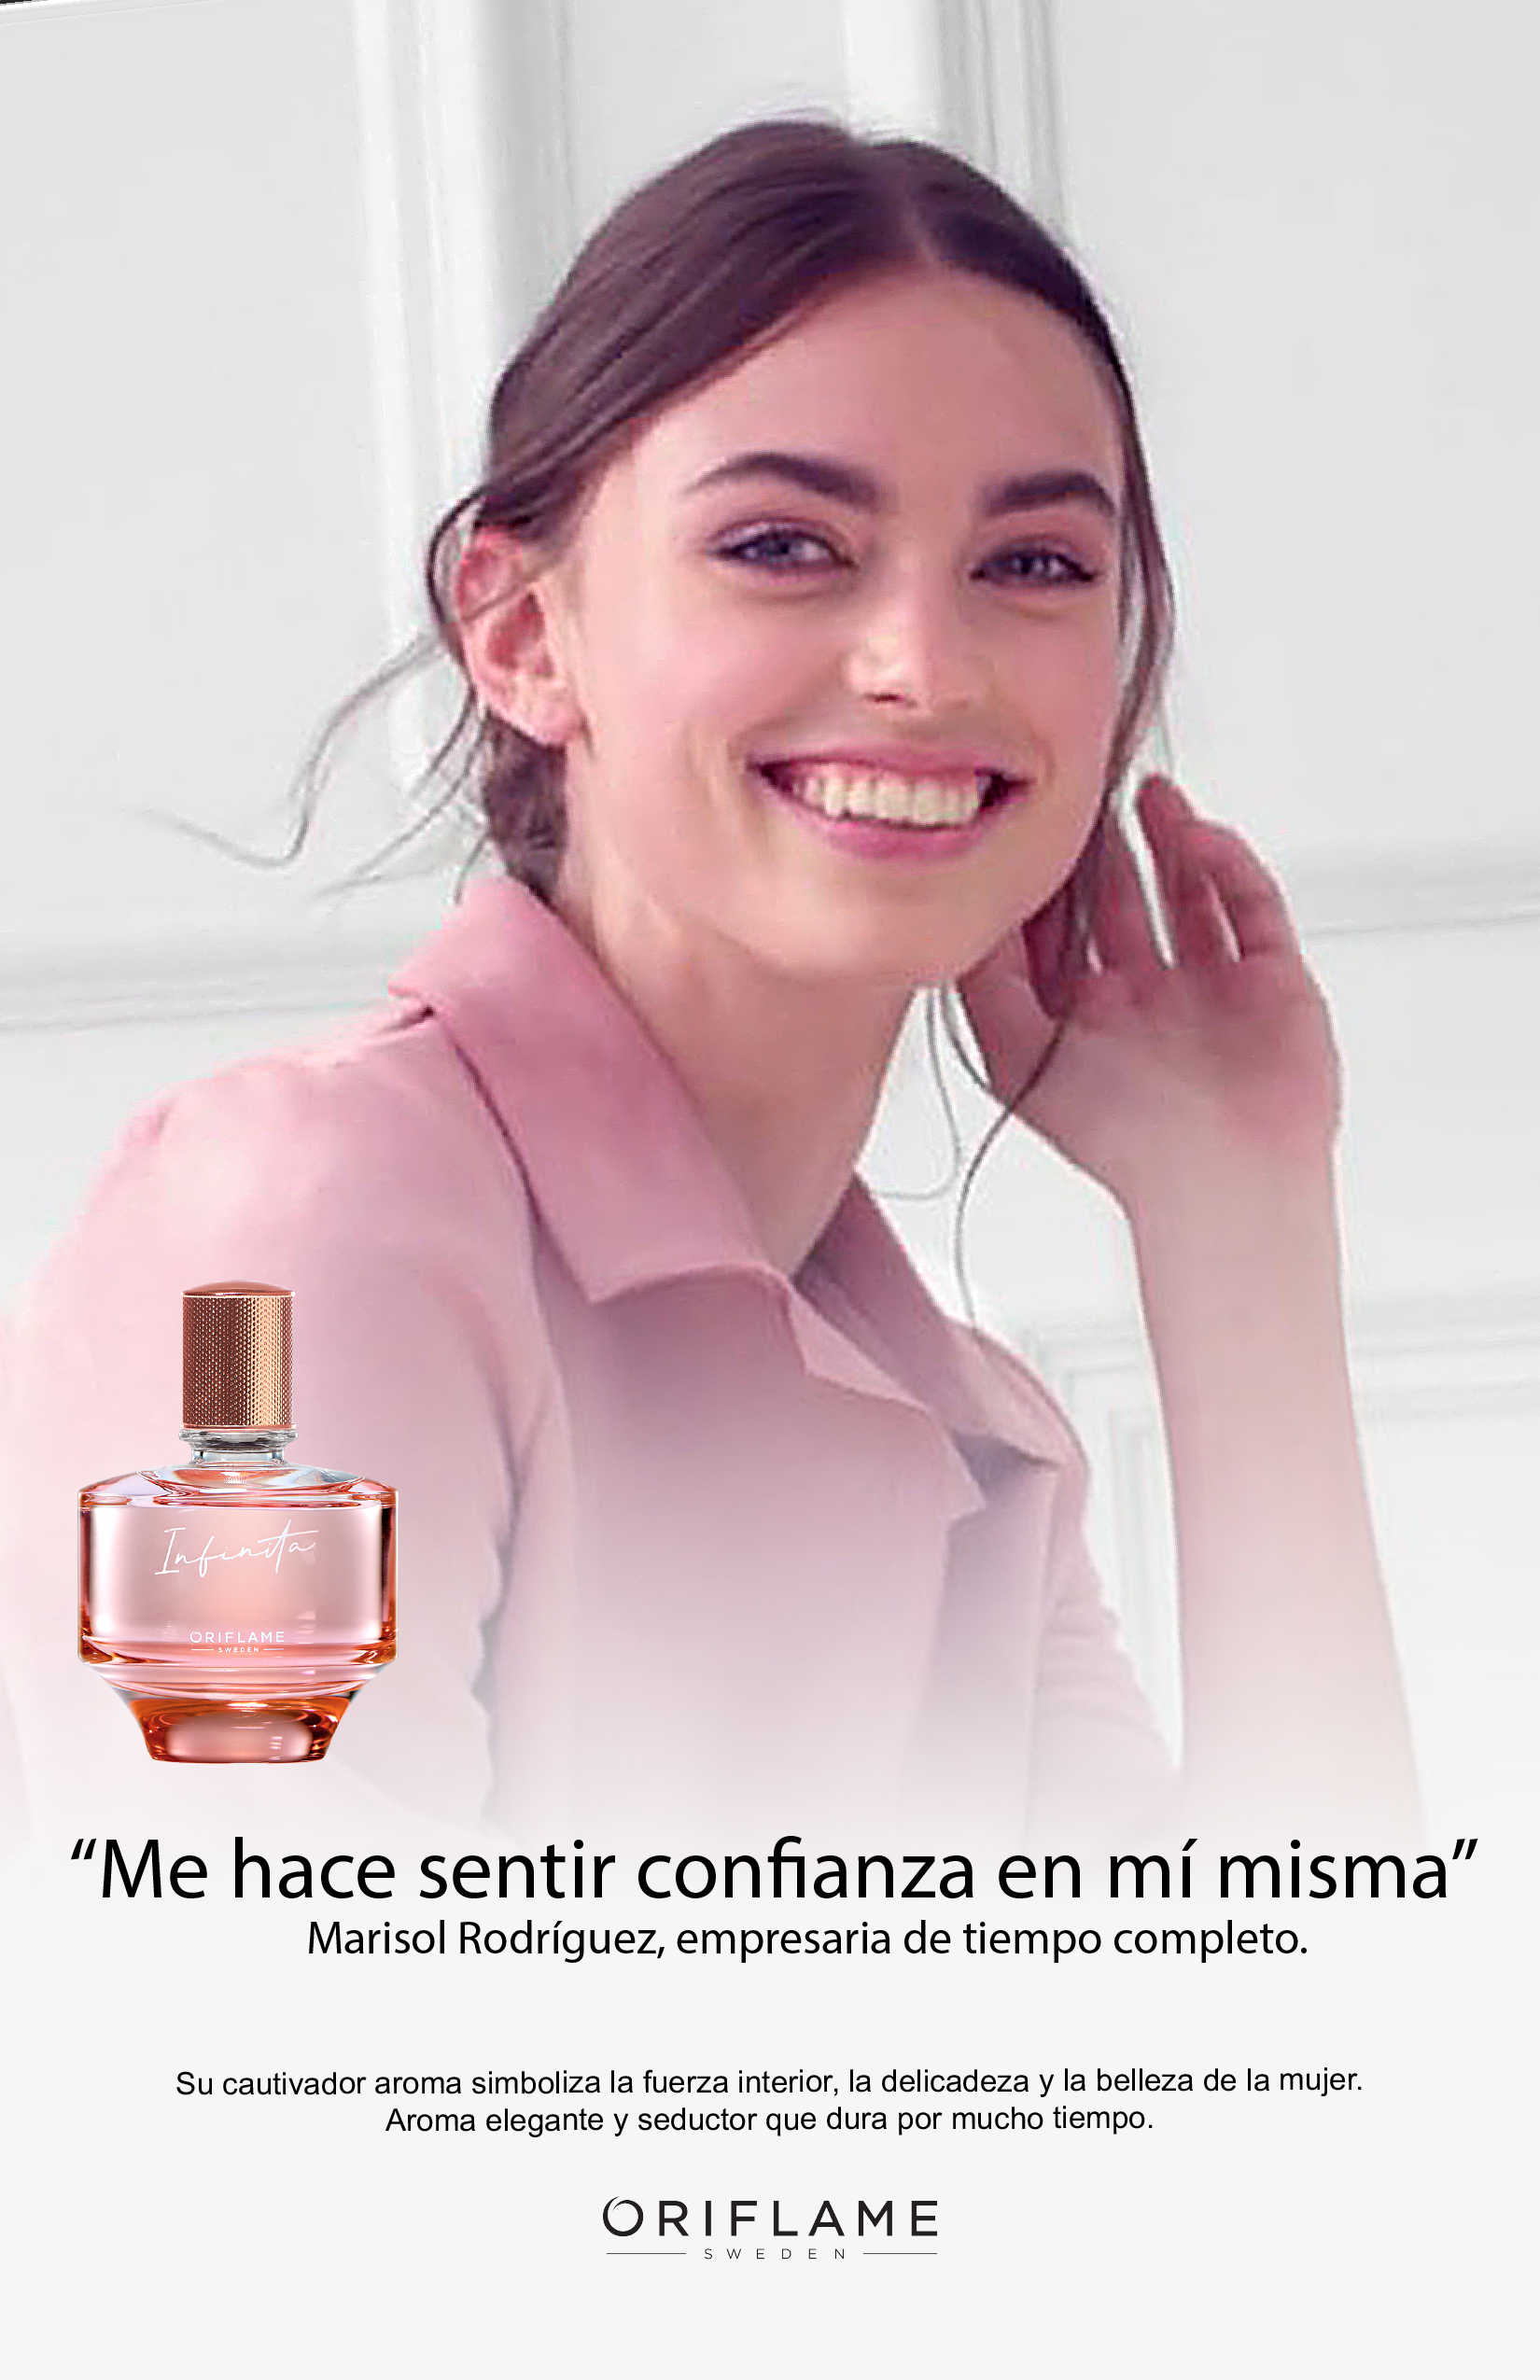 Infinita
ORIFLAME
SWEDEN
“Me hace sentir confianza en mí misma”
Marisol Rodríguez, empresaria de tiempo completo.
Su cautivador aroma simboliza la fuerza interior, la delicadeza y la belleza de la mujer.
Aroma elegante y seductor que dura por mucho tiempo.
ORIFLAME
SWEDEN